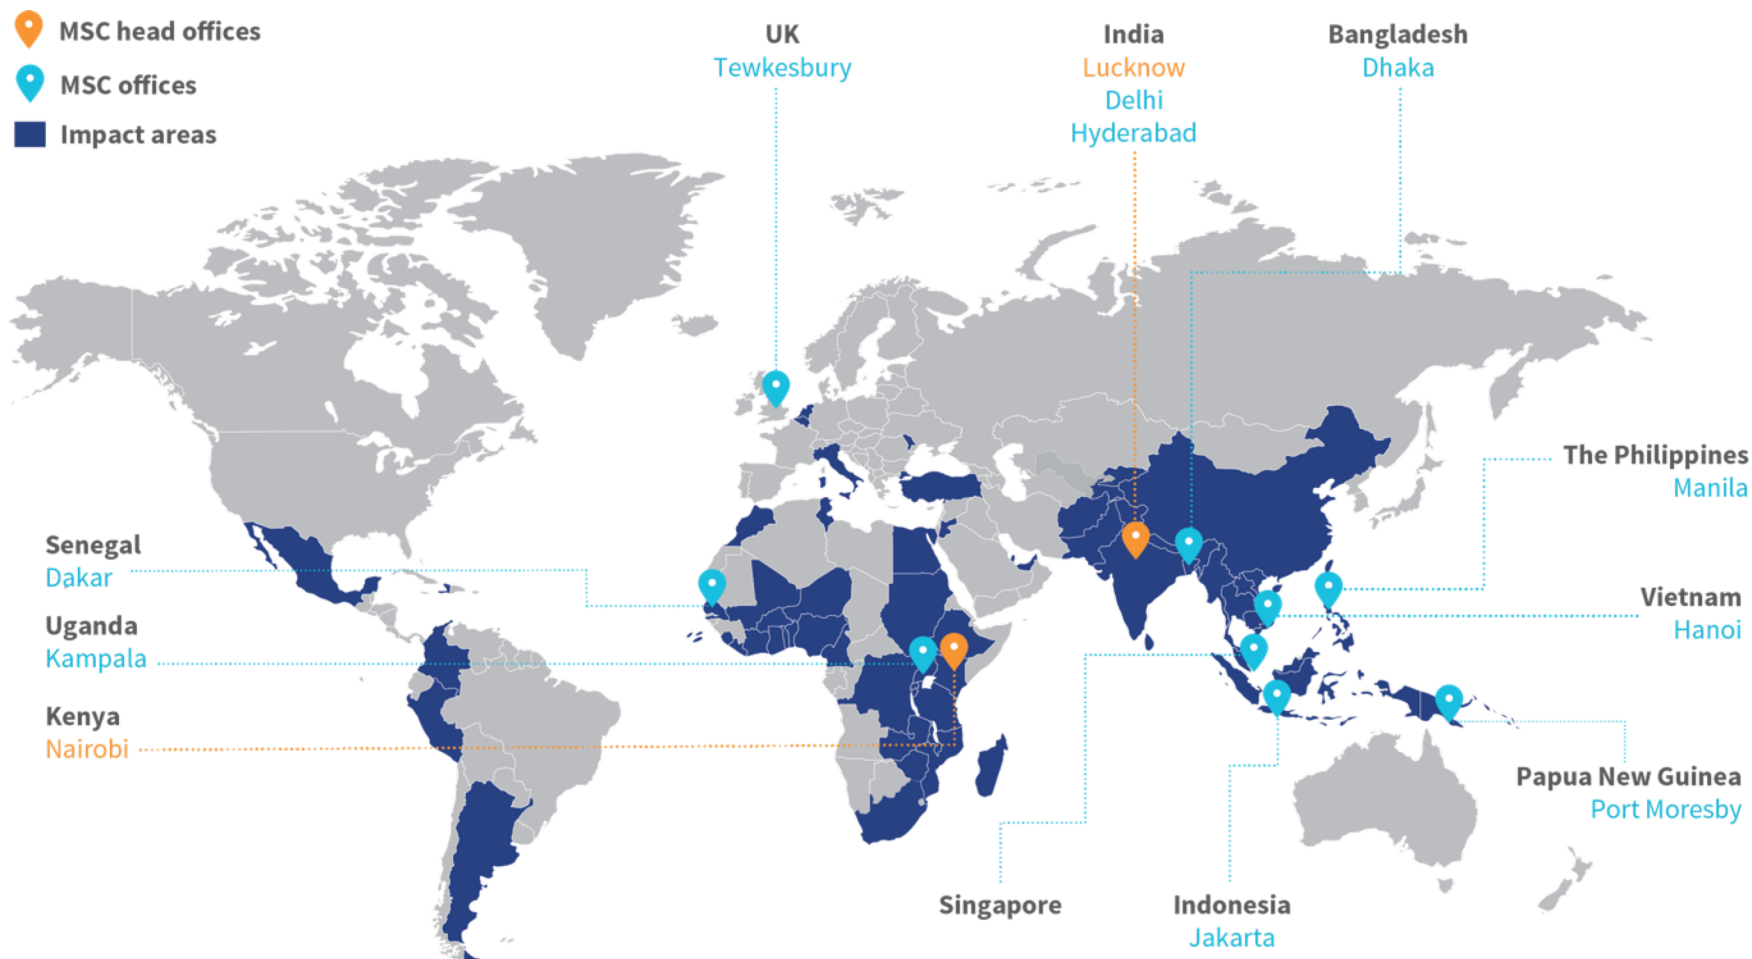 MSC head offices
MSC offices
Impact areas
UK
Tewkesbury
India
Lucknow
Delhi
Hyderabad
Bangladesh
Dhaka
Senegal
Dakar
Uganda
Kampala
Kenya
Nairobi
The Philippines
Manila
Vietnam
Hanoi
Papua New Guinea
Port Moresby
Singapore
Indonesia
Jakarta